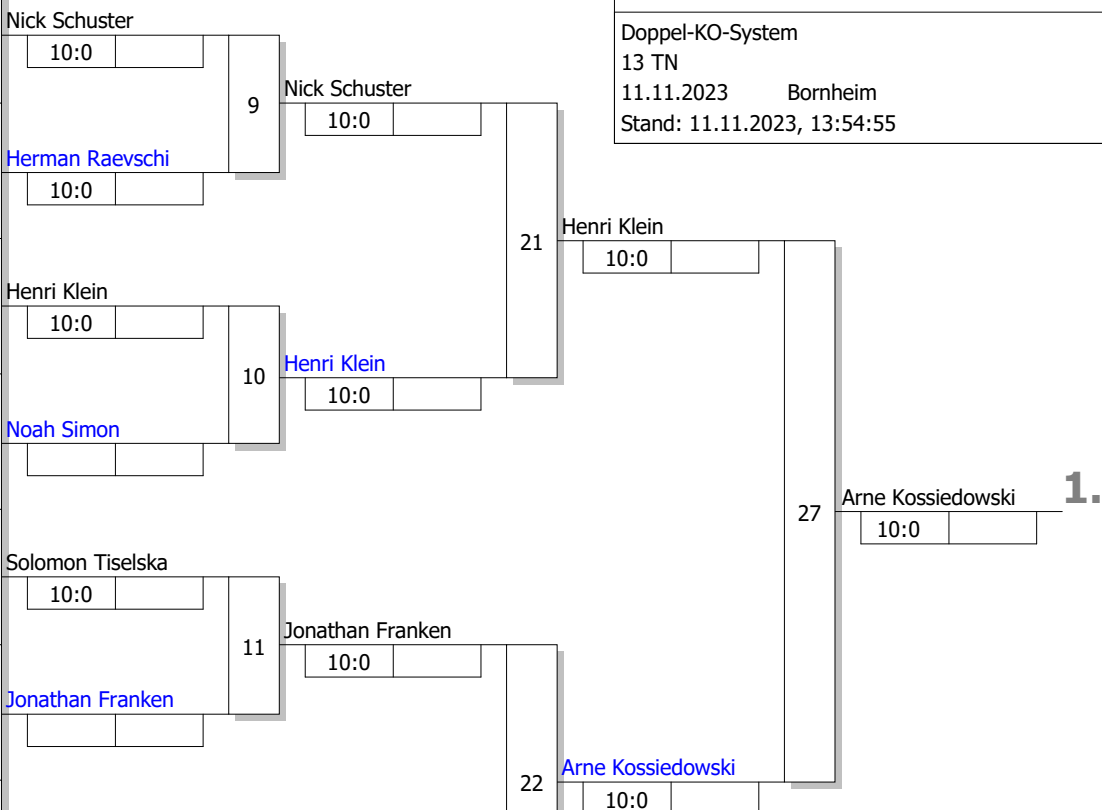 Nick Schuster
10:0
9
Herman Raevschi
10:0
Nick Schuster
10:0
Doppel-KO-System
13 TN
11.11.2023 Bornheim
Stand: 11.11.2023, 13:54:55
21
Henri Klein
10:0
Henri Klein
10:0
10
Henri Klein
10:0
Noah Simon
27
Arne Kossiedowski
1.
10:0
Solomon Tiselska
10:0
11
Jonathan Franken
10:0
Jonathan Franken
22
Arne Kossiedowski
10:0